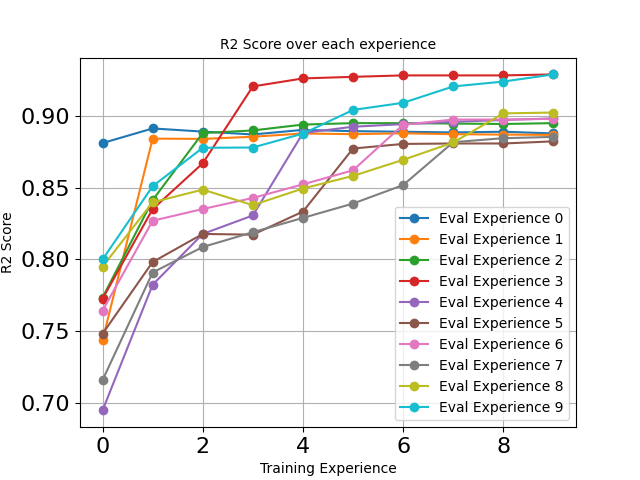 R2 Score over each experience
R2 Score
0.90
0.85
0.80
0.75
0.70
0
2
4
6
8
Training Experience
Eval Experience 0
Eval Experience 1
Eval Experience 2
Eval Experience 3
Eval Experience 4
Eval Experience 5
Eval Experience 6
Eval Experience 7
Eval Experience 8
Eval Experience 9